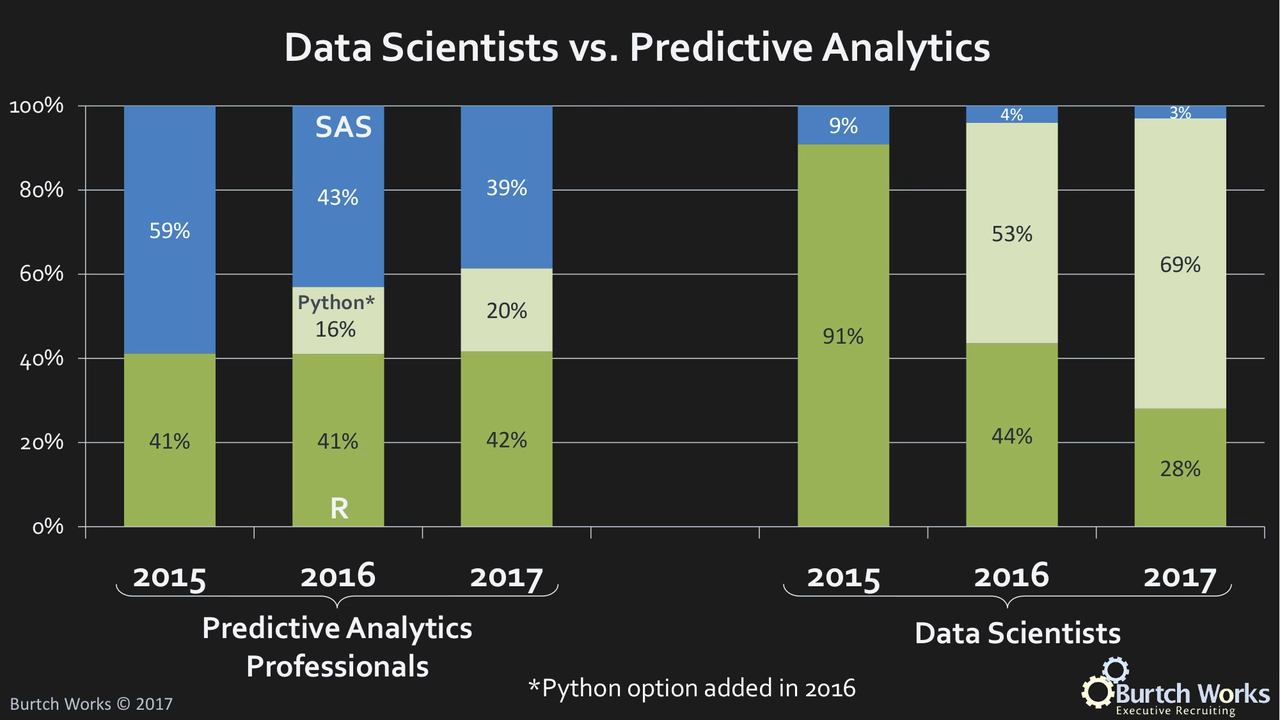 Data Scientists vs. Predictive Analytics
100%
80%
60%
40%
20%
0%
59%
41%
SAS
43%
Python*
16%
41%
R
39%
20%
42%
9%
91%
4%
53%
44%
3%
69%
28%
2015
2016
2017
2015
2016
2017
Predictive Analytics
Professionals
Data Scientists
*Python option added in 2016
Burtch Works © 2017
Burtch Works
Executive Recruiting